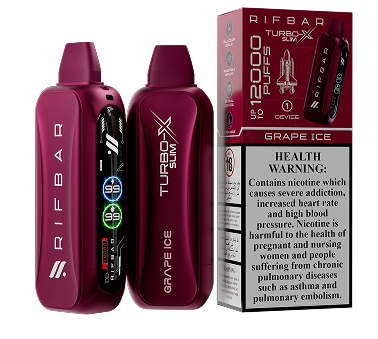 RIFBAR
99
99
TURBO
RIFBAR
TURBO-X
SLIM
GRAPE ICE
RIFBAR
TURBO-X
SLIM
UP TO 12000
PUFFS
1
DEVICE
GRAPE ICE
18
HEALTH
WARNING:
Contains nicotine which
causes severe addiction,
increased heart rate
and high blood
pressure. Nicotine is
harmful to the health of
pregnant and nursing
women and people
suffering from chronic
pulmonary diseases
such as asthma and
pulmonary embolism.